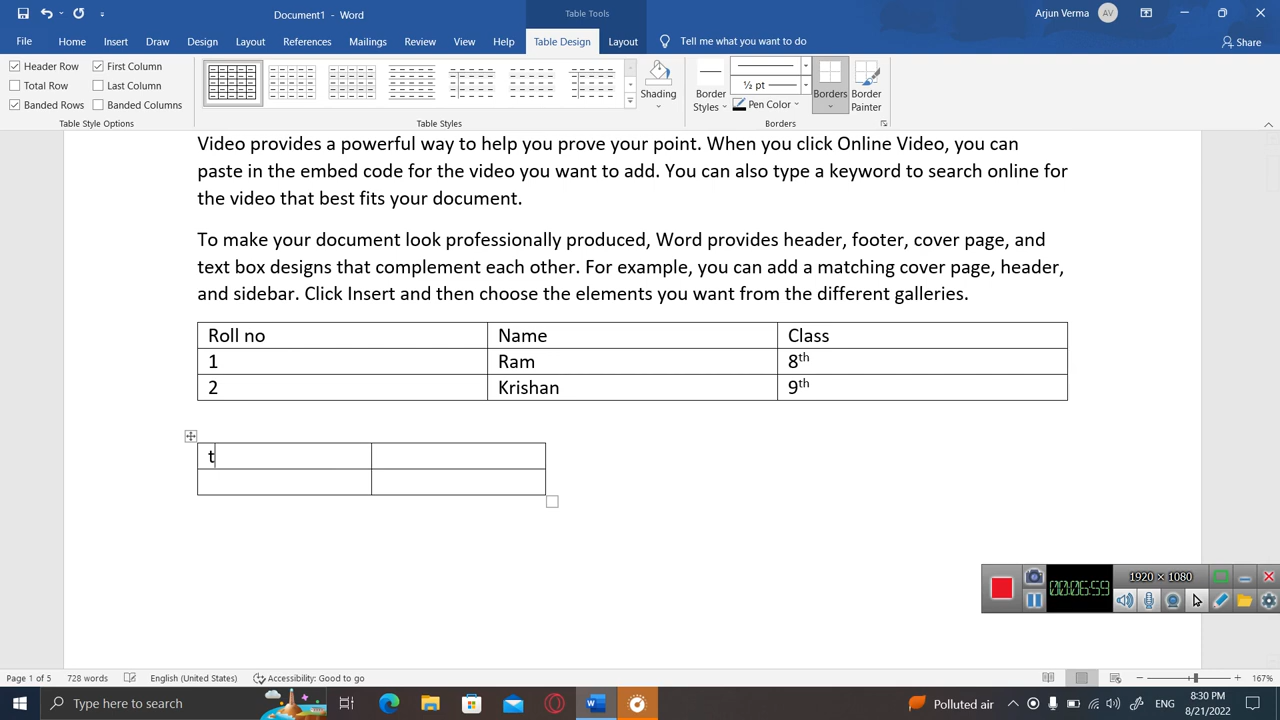 Document1 - Word
Table Tools
Arjun Verma AV
File Home Insert Draw Design Layout References Mailings Review View Help Table Design Layout Tell me what you want to do Share
Header Row First Column
Total Row Last Column
Banded Rows Banded Columns
Table Style Options
Table Styles
Shading
Border Styles
½ pt
Pen Color
Borders
Border Painter
Borders
Video provides a powerful way to help you prove your point. When you click Online Video, you can
paste in the embed code for the video you want to add. You can also type a keyword to search online for
the video that best fits your document.
To make your document look professionally produced, Word provides header, footer, cover page, and
text box designs that complement each other. For example, you can add a matching cover page, header,
and sidebar. Click Insert and then choose the elements you want from the different galleries.
Roll no Name Class
1 Ram 8th
2 Krishan 9th
t
1920 × 1080
00:06:59
Page 1 of 5 728 words English (United States) Accessibility: Good to go 167%
Type here to search
Polluted air
ENG
8:30 PM
8/21/2022